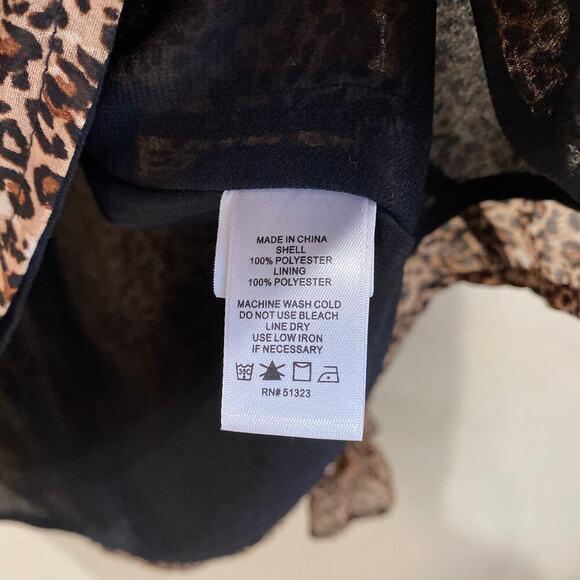 MADE IN CHINA
SHELL
100% POLYESTER
LINING
100% POLYESTER
MACHINE WASH COLD
DO NOT USE BLEACH
LINE DRY
USE LOW IRON
IF NECESSARY
30C
RN# 51323